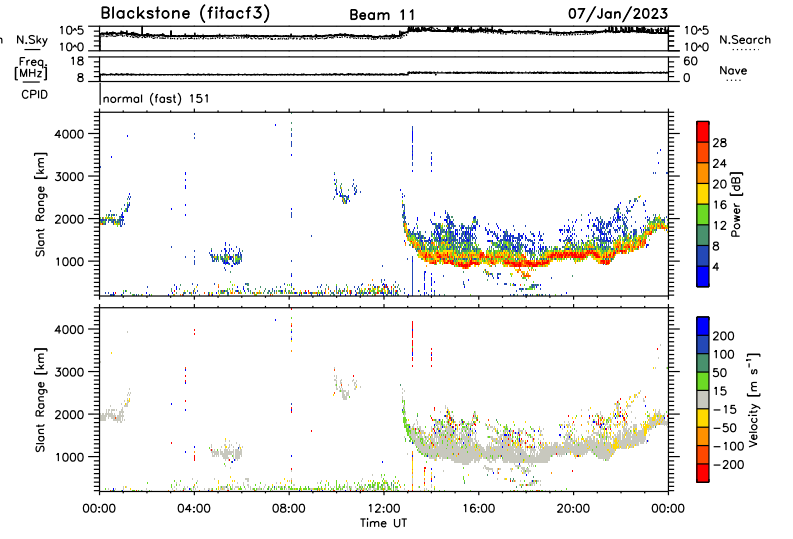 Blackstone (fitacf3) Beam 11 07/Jan/2023
N.Sky 10^5 10^0 10^5 10^0 N.Search
Freq. [MHz] 18 8 60 0 Nave
CPID normal (fast) 151
Slant Range [km] 4000 3000 2000 1000
28 24 20 16 12 8 4 Power [dB]
Slant Range [km] 4000 3000 2000 1000
200 100 50 15 −15 −50 −100 −200 Velocity [m s⁻¹]
00:00 04:00 08:00 12:00 16:00 20:00 00:00
Time UT